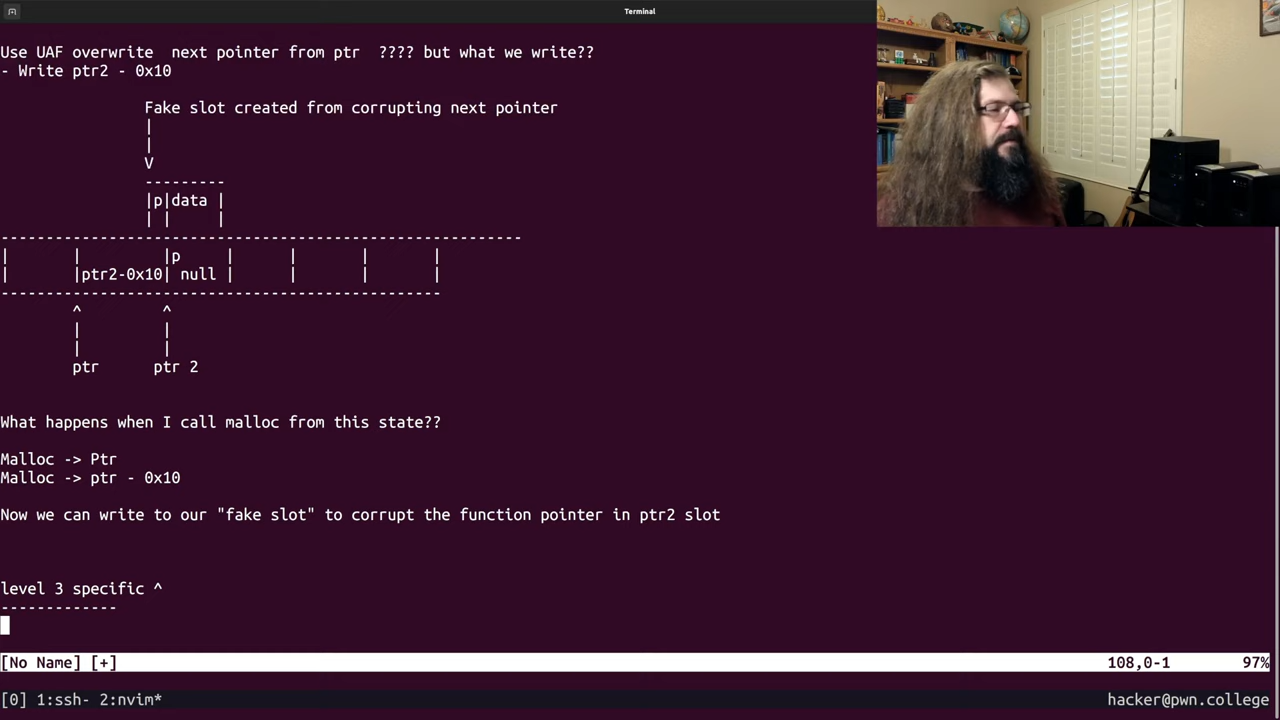 Terminal
Use UAF overwrite  next pointer from ptr  ???? but what we write??
- Write ptr2 - 0x10
Fake slot created from corrupting next pointer
|
|
V
---------
|p|data |
| |     |
----------------------------------------------------------
|       |         |p     |      |       |       |
|       |ptr2-0x10| null |      |       |       |
-------------------------------------------------
^         ^
|         |
|         |
ptr      ptr 2
What happens when I call malloc from this state??
Malloc -> Ptr
Malloc -> ptr - 0x10
Now we can write to our "fake slot" to corrupt the function pointer in ptr2 slot
level 3 specific ^
-------------
[No Name] [+] 108,0-1 97%
[0] 1:ssh- 2:nvim* hacker@pwn.college